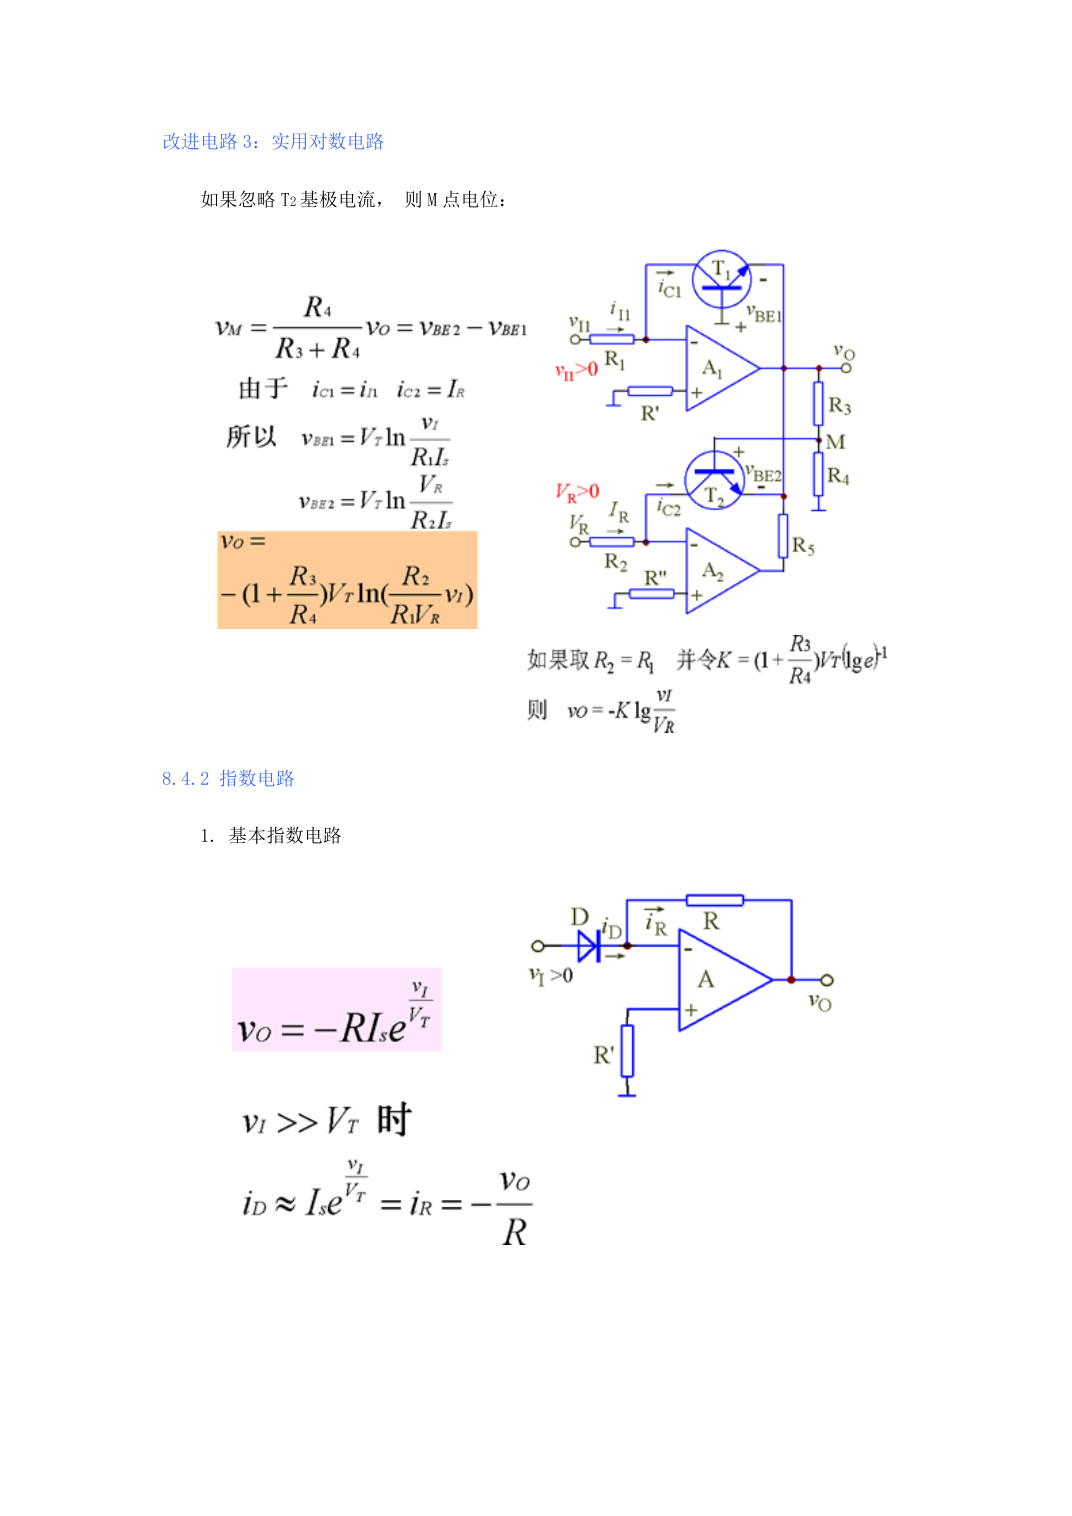 改进电路 3：实用对数电路
如果忽略 T2 基极电流， 则 M 点电位：
vM = R4 / (R3 + R4) vO = vBE2 − vBE1
由于 iC1 = iI1 iC2 = IR
所以 vBE1 = VT ln vI / (R1Is)
vBE2 = VT ln VR / (R2Is)
vO =
− (1 + R3/R4)VT ln( R2/(R1VR) vI)
T1
iC1
-
vBE1
+
iI1
vI1
R1
vI1>0
-
A1
+
R'
vO
R3
M
R4
+
vBE2
-
T2
iC2
VR>0
IR
VR
R2
-
A2
+
R"
R5
如果取 R2 = R1 并令K = (1 + R3/R4)VT(lge)-1
则 vO = -K lg vI/VR
8.4.2 指数电路
1. 基本指数电路
D
iD
iR
R
vI >0
-
A
+
vO
R'
vO = −RIs e^(vI/VT)
vI >> VT 时
iD ≈ Is e^(vI/VT) = iR = − vO/R